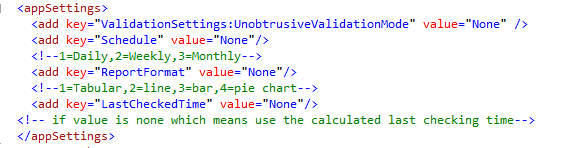 <appSettings>
<add key="ValidationSettings:UnobtrusiveValidationMode" value="None" />
<add key="Schedule" value="None"/>
<!--1=Daily,2=Weekly,3=Monthly-->
<add key="ReportFormat" value="None"/>
<!--1=Tabular,2=line,3=bar,4=pie chart-->
<add key="LastCheckedTime" value="None"/>
<!-- if value is none which means use the calculated last checking time-->
</appSettings>